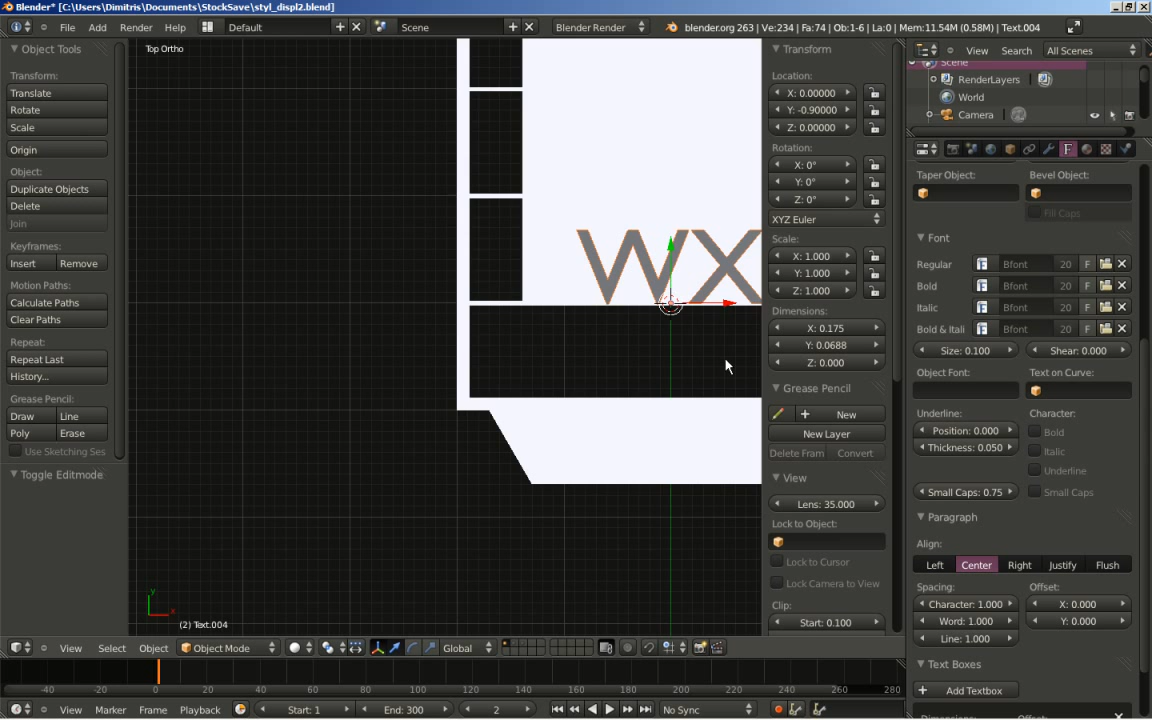 Blender* [C:\Users\Dimitris\Documents\StockSave\styl_displ2.blend]
File Add Render Help Default Scene Blender Render blender.org 263 | Ve:234 | Fa:74 | Ob:1-6 | La:0 | Mem:11.54M (0.58M) | Text.004
Object Tools
Transform:
Translate
Rotate
Scale
Origin
Object:
Duplicate Objects
Delete
Join
Keyframes:
Insert Remove
Motion Paths:
Calculate Paths
Clear Paths
Repeat:
Repeat Last
History...
Grease Pencil:
Draw Line
Poly Erase
Use Sketching Ses
Toggle Editmode
Top Ortho
WX
y
x
(2) Text.004
Transform
Location:
X: 0.00000
Y: -0.90000
Z: 0.00000
Rotation:
X: 0°
Y: 0°
Z: 0°
XYZ Euler
Scale:
X: 1.000
Y: 1.000
Z: 1.000
Dimensions:
X: 0.175
Y: 0.0688
Z: 0.000
Grease Pencil
New
New Layer
Delete Fram Convert
View
Lens: 35.000
Lock to Object:
Lock to Cursor
Lock Camera to View
Clip:
Start: 0.100
View Search All Scenes
Scene
RenderLayers
World
Camera
Taper Object: Bevel Object:
Fill Caps
Font
Regular Bfont 20 F
Bold Bfont 20 F
Italic Bfont 20 F
Bold & Itali Bfont 20 F
Size: 0.100 Shear: 0.000
Object Font: Text on Curve:
Underline: Character:
Position: 0.000 Bold
Thickness: 0.050 Italic
Underline
Small Caps: 0.75 Small Caps
Paragraph
Align:
Left Center Right Justify Flush
Spacing: Offset:
Character: 1.000 X: 0.000
Word: 1.000 Y: 0.000
Line: 1.000
Text Boxes
Add Textbox
View Select Object Object Mode Global
-40 -20 0 20 40 60 80 100 120 140 160 180 200 220 240 260 280
View Marker Frame Playback Start: 1 End: 300 2 No Sync